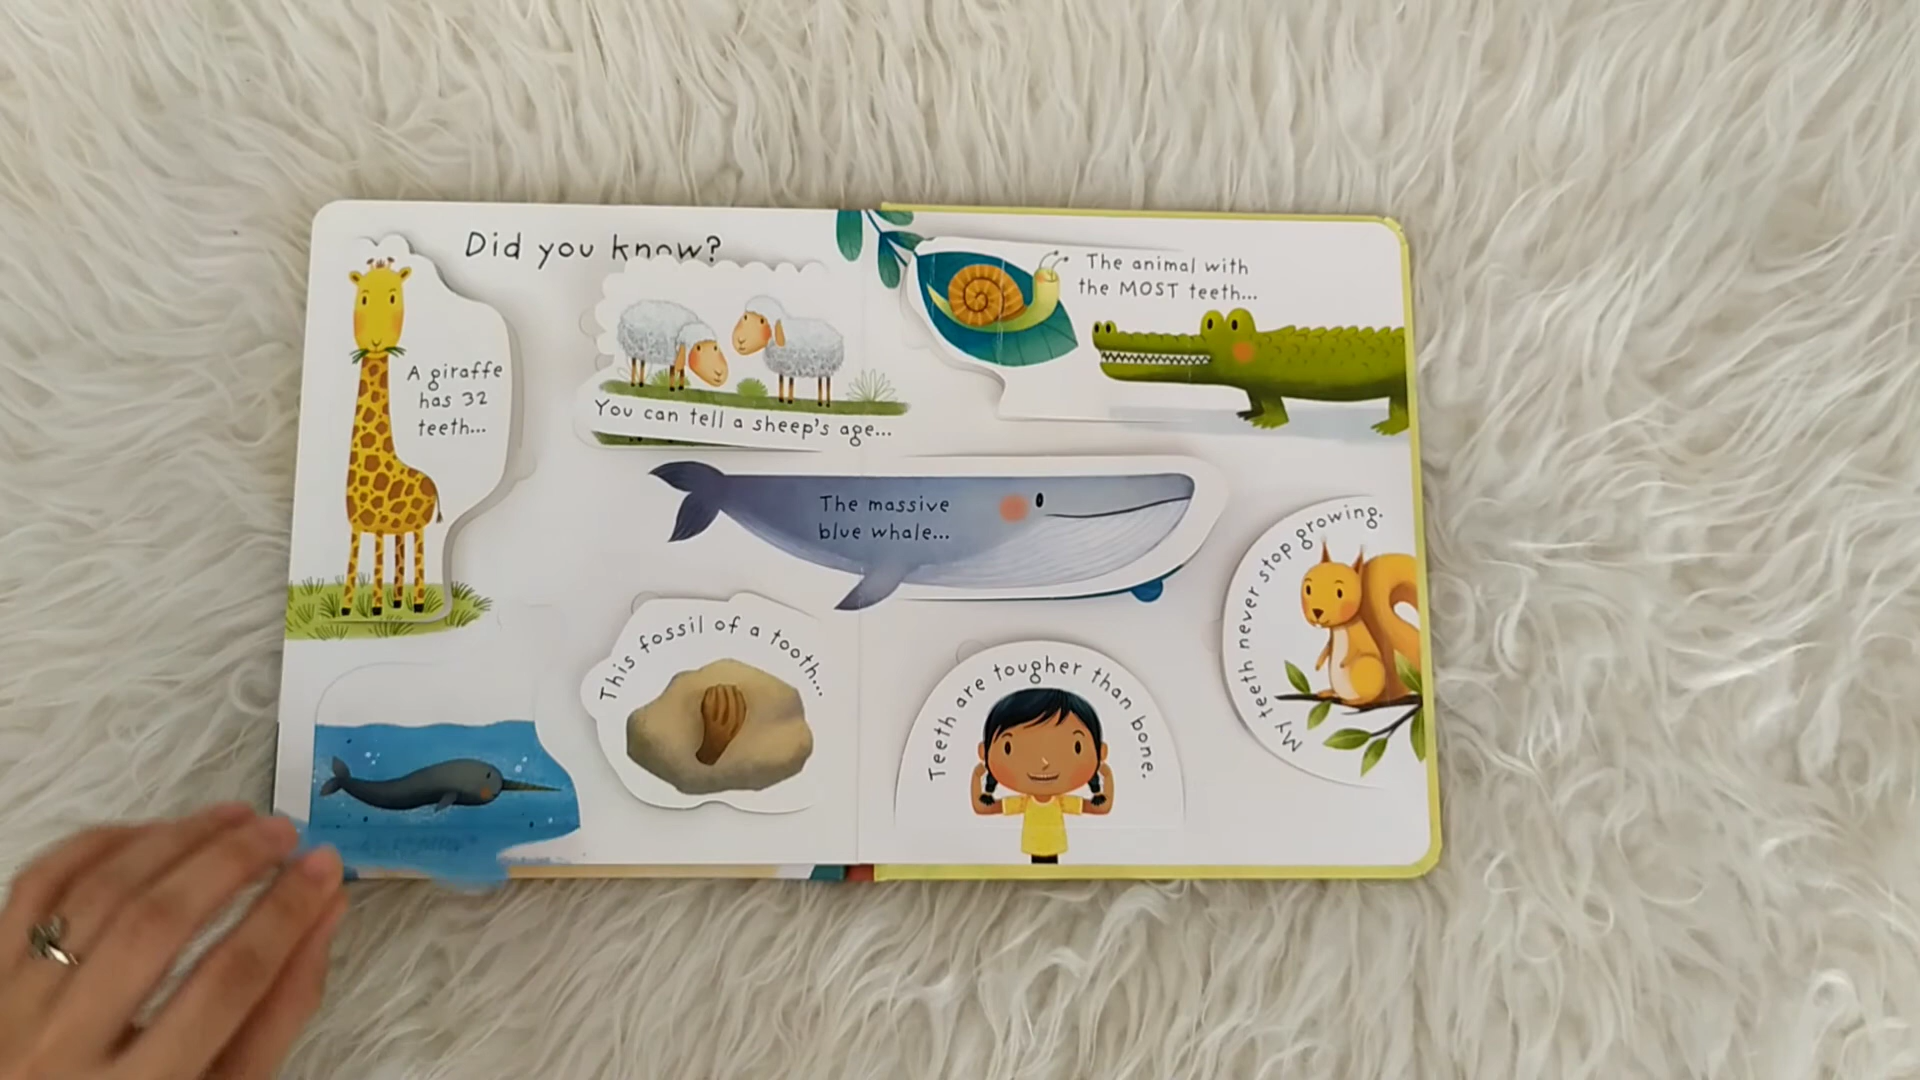 Did you know?
A giraffe
has 32
teeth...
You can tell a sheep's age...
The animal with
the MOST teeth...
The massive
blue whale...
This fossil of a tooth...
Teeth are tougher than bone.
My teeth never stop growing.